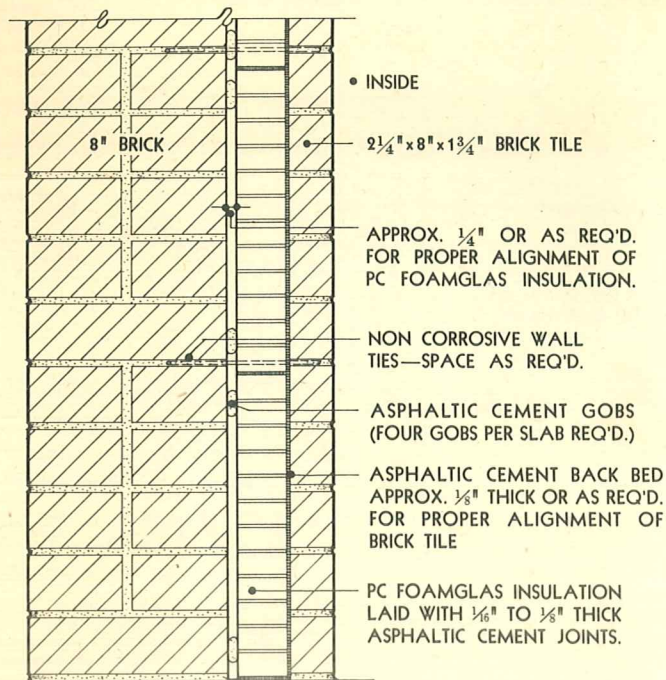 • INSIDE
8" BRICK
2¼" x 8" x 1¾" BRICK TILE
APPROX. ¼" OR AS REQ'D.
FOR PROPER ALIGNMENT OF
PC FOAMGLAS INSULATION.
NON CORROSIVE WALL
TIES—SPACE AS REQ'D.
ASPHALTIC CEMENT GOBS
(FOUR GOBS PER SLAB REQ'D.)
ASPHALTIC CEMENT BACK BED
APPROX. ⅛" THICK OR AS REQ'D.
FOR PROPER ALIGNMENT OF
BRICK TILE
PC FOAMGLAS INSULATION
LAID WITH 1⁄16" TO ⅛" THICK
ASPHALTIC CEMENT JOINTS.